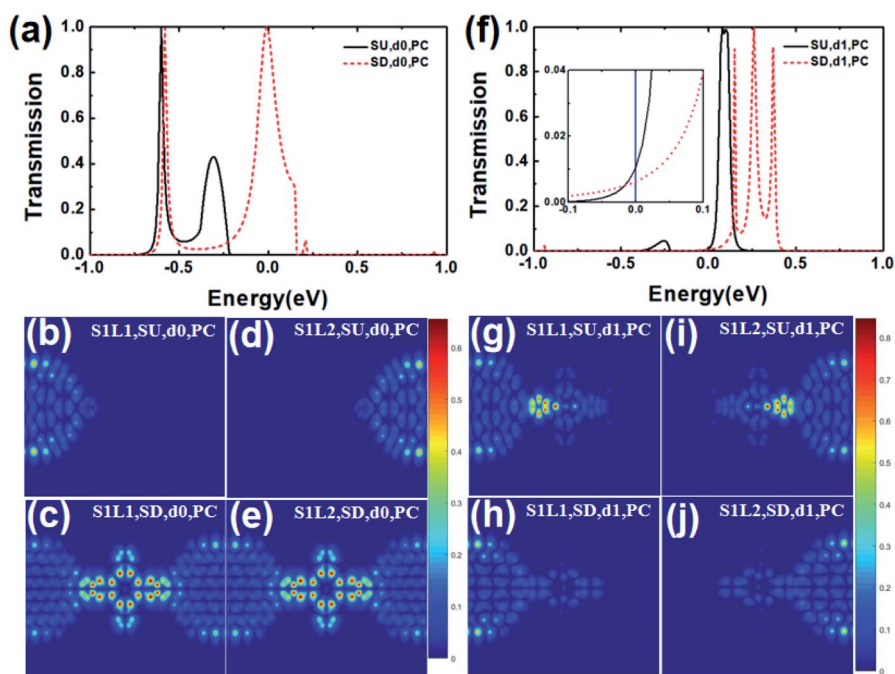 (a)
Transmission
1.0
0.8
0.6
0.4
0.2
0.0
SU,d0,PC
SD,d0,PC
-1.0 -0.5 0.0 0.5 1.0
Energy(eV)
(f)
Transmission
1.0
0.8
0.6
0.4
0.2
0.0
SU,d1,PC
SD,d1,PC
0.04
0.02
0.00
-0.1 0.0 0.1
-1.0 -0.5 0.0 0.5 1.0
Energy(eV)
(b) S1L1,SU,d0,PC
(d) S1L2,SU,d0,PC
(c) S1L1,SD,d0,PC
(e) S1L2,SD,d0,PC
0.6
0.5
0.4
0.3
0.2
0.1
0
(g) S1L1,SU,d1,PC
(i) S1L2,SU,d1,PC
(h) S1L1,SD,d1,PC
(j) S1L2,SD,d1,PC
0.8
0.7
0.6
0.5
0.4
0.3
0.2
0.1
0